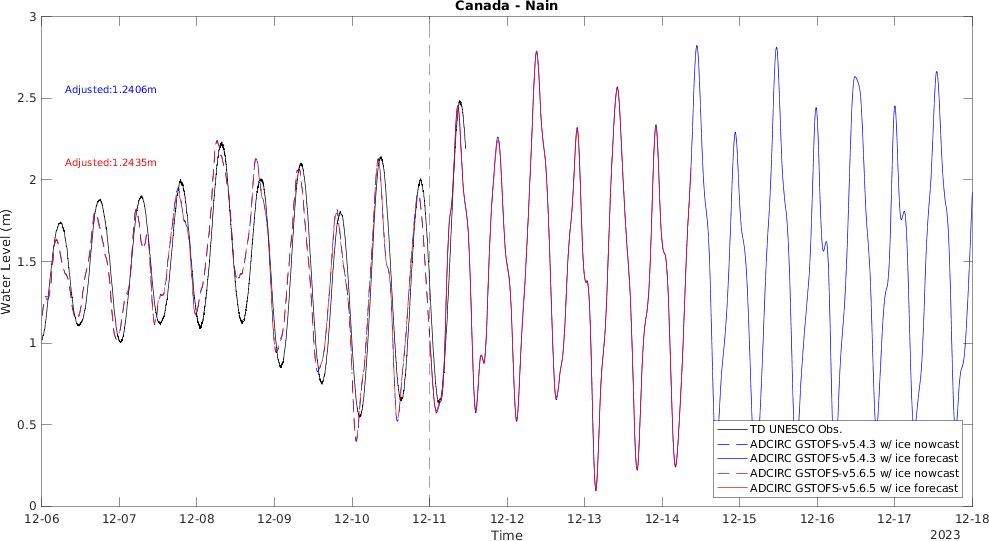 Canada - Nain
3
2.5
2
1.5
1
0.5
0
Water Level (m)
Adjusted:1.2406m
Adjusted:1.2435m
TD UNESCO Obs.
ADCIRC GSTOFS-v5.4.3 w/ ice nowcast
ADCIRC GSTOFS-v5.4.3 w/ ice forecast
ADCIRC GSTOFS-v5.6.5 w/ ice nowcast
ADCIRC GSTOFS-v5.6.5 w/ ice forecast
12-06 12-07 12-08 12-09 12-10 12-11 12-12 12-13 12-14 12-15 12-16 12-17 12-18
Time
2023